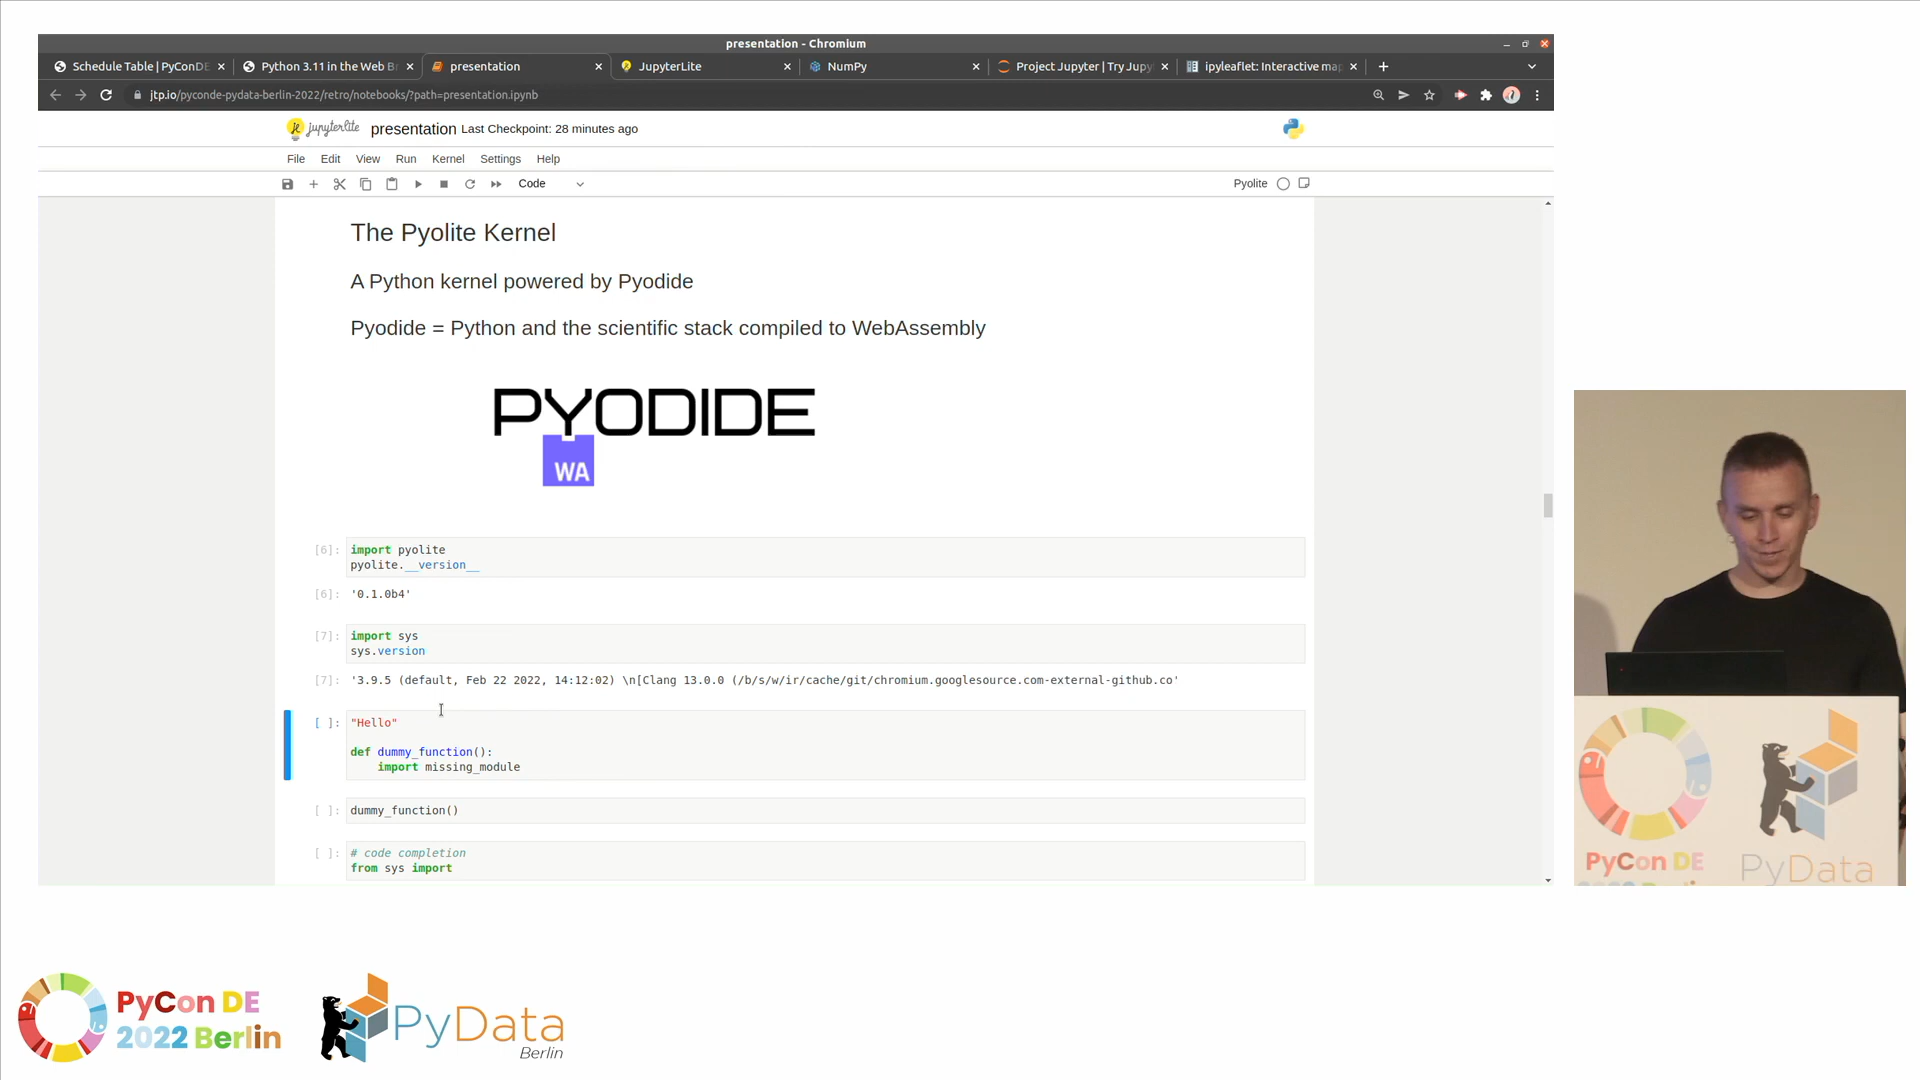 presentation - Chromium
Schedule Table | PyConDE
Python 3.11 in the Web B
presentation
JupyterLite
NumPy
Project Jupyter | Try Jupy
ipyleaflet: Interactive ma
jtp.io/pyconde-pydata-berlin-2022/retro/notebooks/?path=presentation.ipynb
jupyterlite
presentation Last Checkpoint: 28 minutes ago
File Edit View Run Kernel Settings Help
Code
Pyolite
The Pyolite Kernel
A Python kernel powered by Pyodide
Pyodide = Python and the scientific stack compiled to WebAssembly
PYODIDE
WA
[6]: import pyolite
pyolite.__version__
[6]: '0.1.0b4'
[7]: import sys
sys.version
[7]: '3.9.5 (default, Feb 22 2022, 14:12:02) \n[Clang 13.0.0 (/b/s/w/ir/cache/git/chromium.googlesource.com-external-github.co'
[ ]: "Hello"
def dummy_function():
import missing_module
[ ]: dummy_function()
[ ]: # code completion
from sys import
PyCon DE
PyData
PyCon DE
2022 Berlin
PyData
Berlin